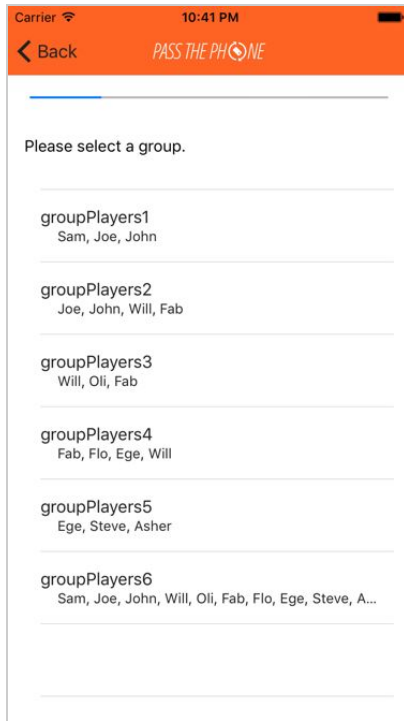 Carrier 10:41 PM
Back PASS THE PHONE
Please select a group.
groupPlayers1
Sam, Joe, John
groupPlayers2
Joe, John, Will, Fab
groupPlayers3
Will, Oli, Fab
groupPlayers4
Fab, Flo, Ege, Will
groupPlayers5
Ege, Steve, Asher
groupPlayers6
Sam, Joe, John, Will, Oli, Fab, Flo, Ege, Steve, A...